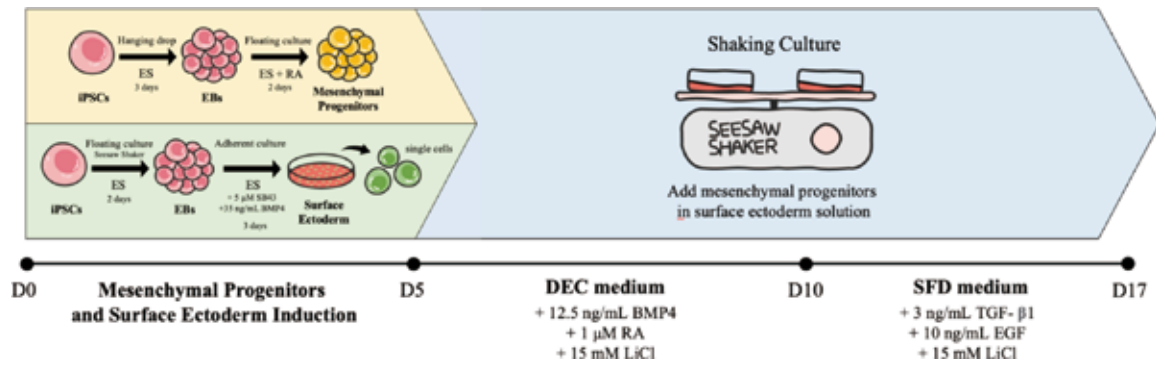 Hanging drop
Floating culture
ES
3 days
ES + RA
2 days
iPSCs
EBs
Mesenchymal
Progenitors
Floating culture
Seesaw Shaker
Adherent culture
single cells
ES
2 days
ES
+ 5 µM SB43
+35 ng/mL BMP4
3 days
iPSCs
EBs
Surface
Ectoderm
Shaking Culture
SEESAW
SHAKER
Add mesenchymal progenitors
in surface ectoderm solution
D0
Mesenchymal Progenitors
and Surface Ectoderm Induction
D5
DEC medium
+ 12.5 ng/mL BMP4
+ 1 µM RA
+ 15 mM LiCl
D10
SFD medium
+ 3 ng/mL TGF- β1
+ 10 ng/mL EGF
+ 15 mM LiCl
D17